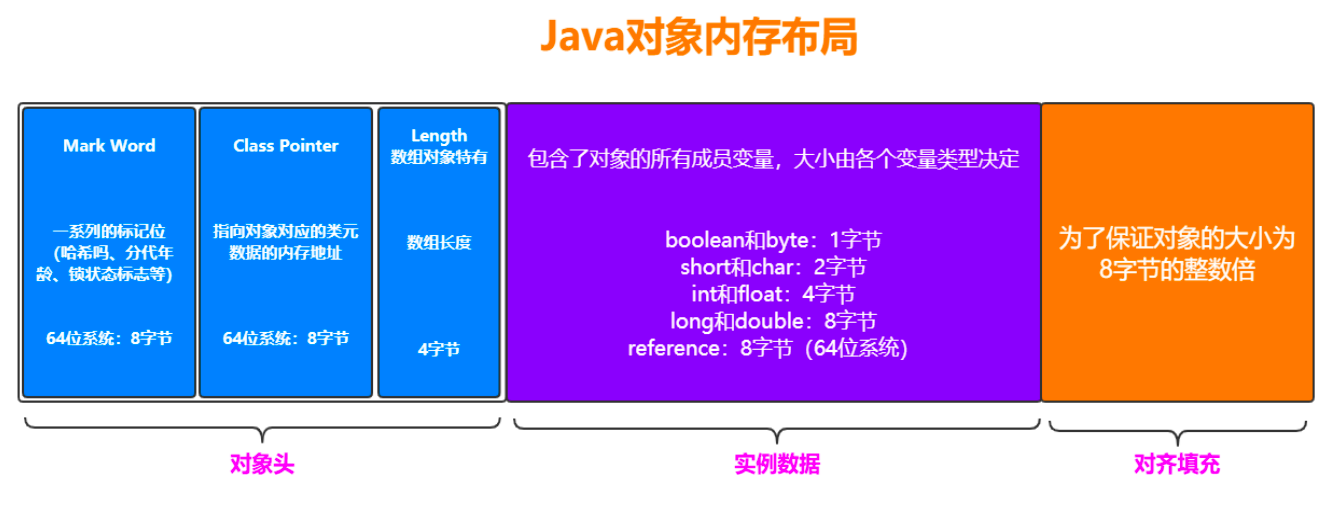 Java对象内存布局
Mark Word
一系列的标记位
（哈希吗、分代年
龄、锁状态标志等）
64位系统：8字节
Class Pointer
指向对象对应的类元
数据的内存地址
64位系统：8字节
Length
数组对象特有
数组长度
4字节
包含了对象的所有成员变量，大小由各个变量类型决定
boolean和byte：1字节
short和char：2字节
int和float：4字节
long和double：8字节
reference：8字节（64位系统）
为了保证对象的大小为
8字节的整数倍
对象头
实例数据
对齐填充